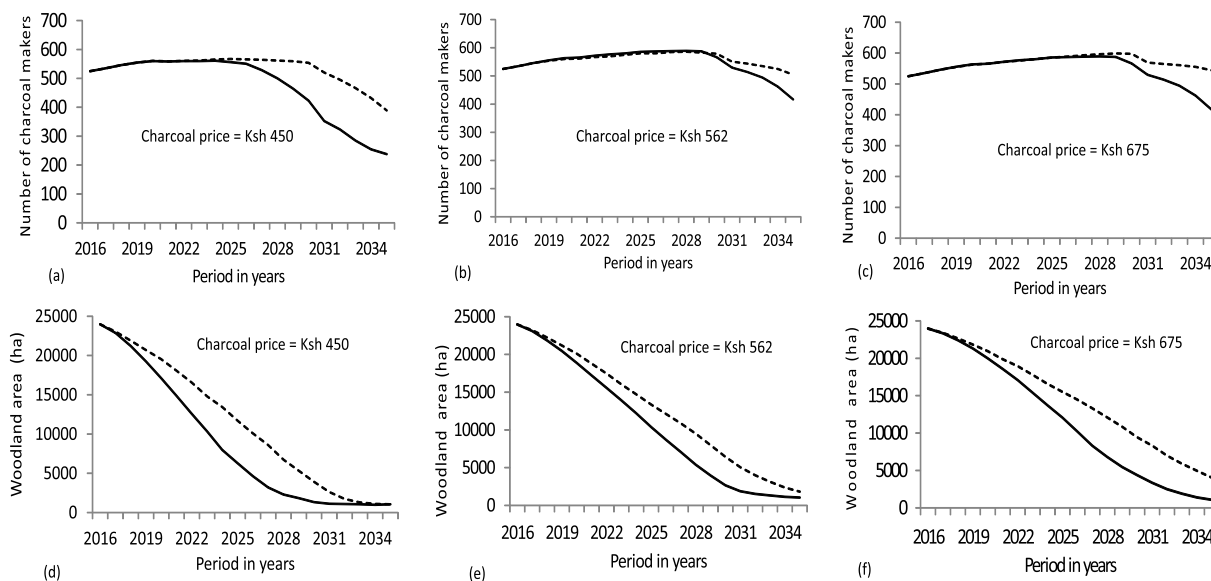 Number of charcoal makers
700
600
500
400
300
200
100
0
Charcoal price = Ksh 450
2016 2019 2022 2025 2028 2031 2034
Period in years
(a)
Number of charcoal makers
700
600
500
400
300
200
100
0
Charcoal price = Ksh 562
2016 2019 2022 2025 2028 2031 2034
Period in years
(b)
Number of charcoal makers
700
600
500
400
300
200
100
0
Charcoal price = Ksh 675
2016 2019 2022 2025 2028 2031 2034
Period in years
(c)
Woodland area (ha)
25000
20000
15000
10000
5000
0
Charcoal price = Ksh 450
2016 2019 2022 2025 2028 2031 2034
Period in years
(d)
Woodland area (ha)
25000
20000
15000
10000
5000
0
Charcoal price = Ksh 562
2016 2019 2022 2025 2028 2031 2034
Period in years
(e)
Woodland area (ha)
25000
20000
15000
10000
5000
0
Charcoal price = Ksh 675
2016 2019 2022 2025 2028 2031 2034
Period in years
(f)